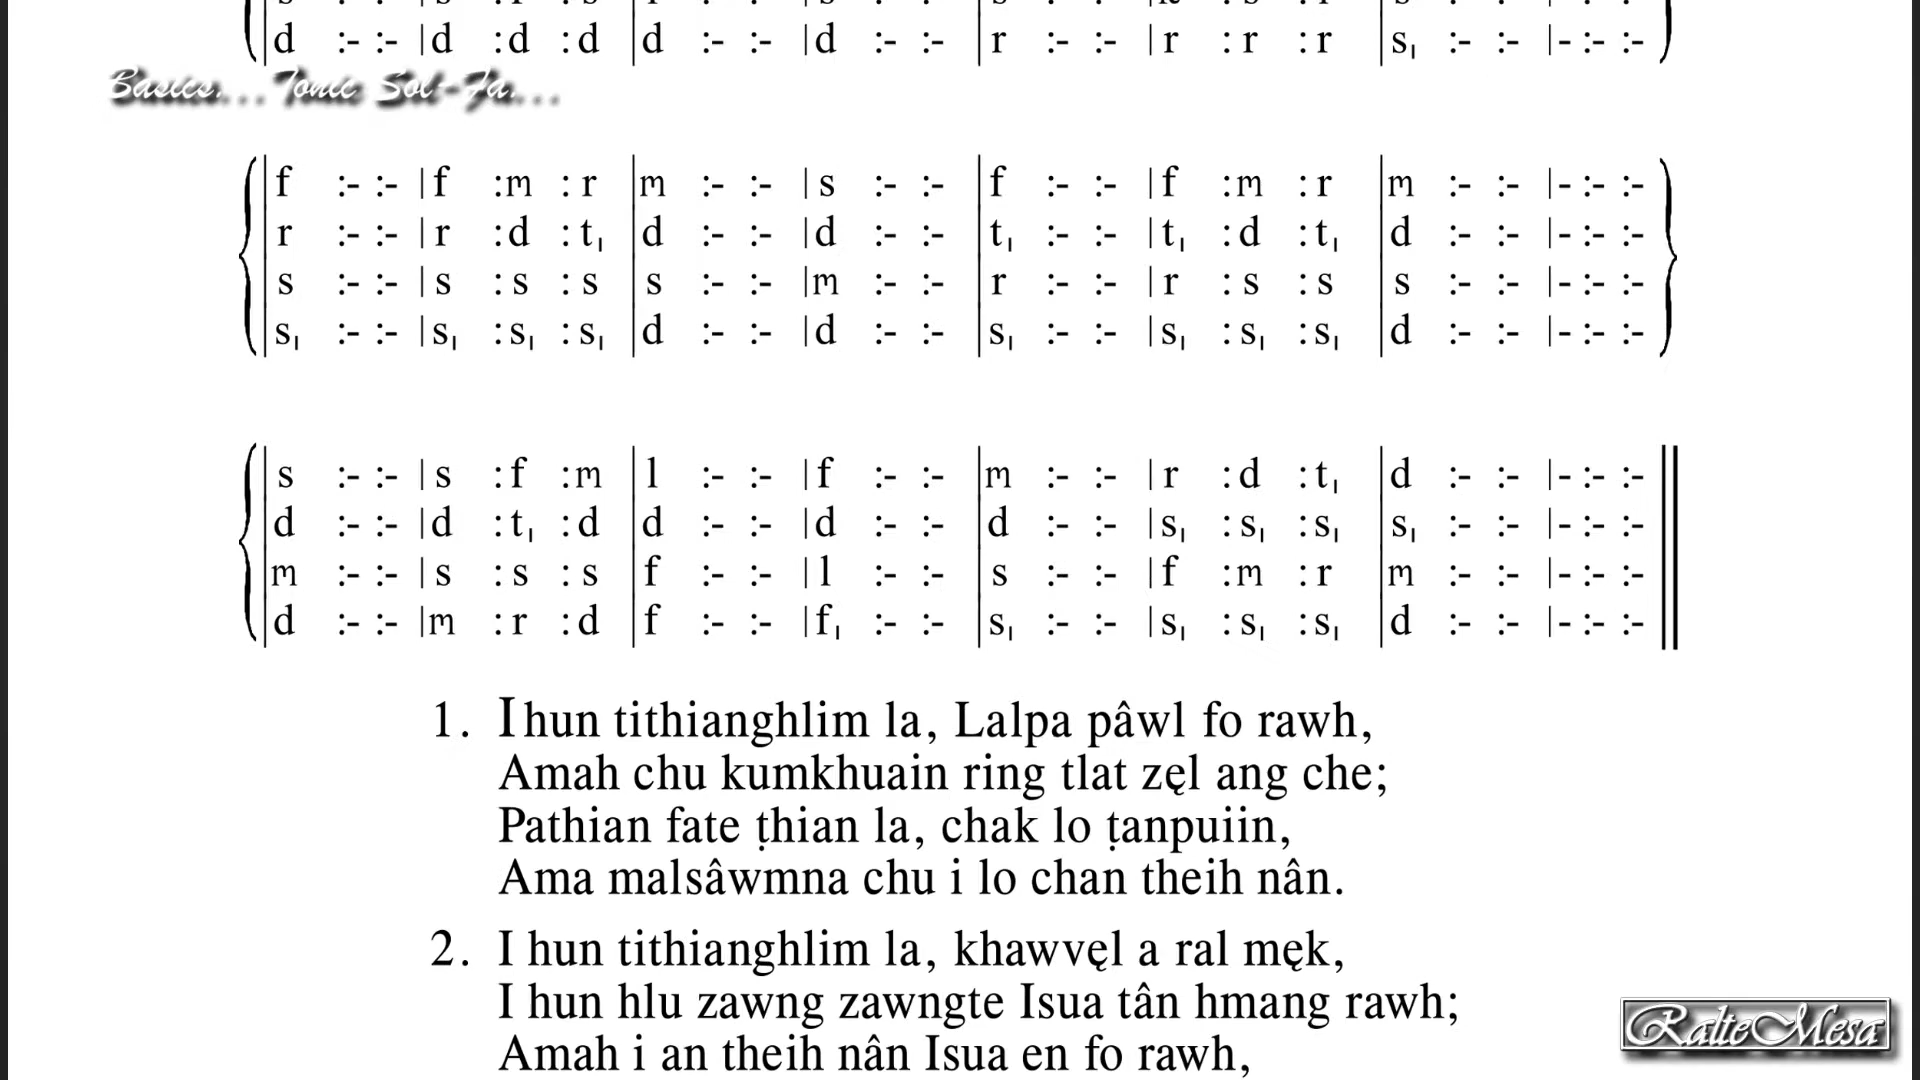 d :- :- |d :d :d |d :- :- |d :- :- |r :- :- |r :r :r |s₁ :- :- |- :- :-
Basics... Tonic Sol-Fa...
f :- :- |f :m :r |m :- :- |s :- :- |f :- :- |f :m :r |m :- :- |- :- :-
r :- :- |r :d :t₁ |d :- :- |d :- :- |t₁ :- :- |t₁ :d :t₁ |d :- :- |- :- :-
s :- :- |s :s :s |s :- :- |m :- :- |r :- :- |r :s :s |s :- :- |- :- :-
s₁ :- :- |s₁ :s₁ :s₁ |d :- :- |d :- :- |s₁ :- :- |s₁ :s₁ :s₁ |d :- :- |- :- :-
s :- :- |s :f :m |l :- :- |f :- :- |m :- :- |r :d :t₁ |d :- :- |- :- :-
d :- :- |d :t₁ :d |d :- :- |d :- :- |d :- :- |s₁ :s₁ :s₁ |s₁ :- :- |- :- :-
m :- :- |s :s :s |f :- :- |l :- :- |s :- :- |f :m :r |m :- :- |- :- :-
d :- :- |m :r :d |f :- :- |f₁ :- :- |s₁ :- :- |s₁ :s₁ :s₁ |d :- :- |- :- :-
1. I hun tithianghlim la, Lalpa pâwl fo rawh,
Amah chu kumkhuain ring tlat zęl ang che;
Pathian fate ṭhian la, chak lo ṭanpuiin,
Ama malsâwmna chu i lo chan theih nân.
2. I hun tithianghlim la, khawvęl a ral męk,
I hun hlu zawng zawngte Isua tân hmang rawh;
Amah i an theih nân Isua en fo rawh,
RalteMesa